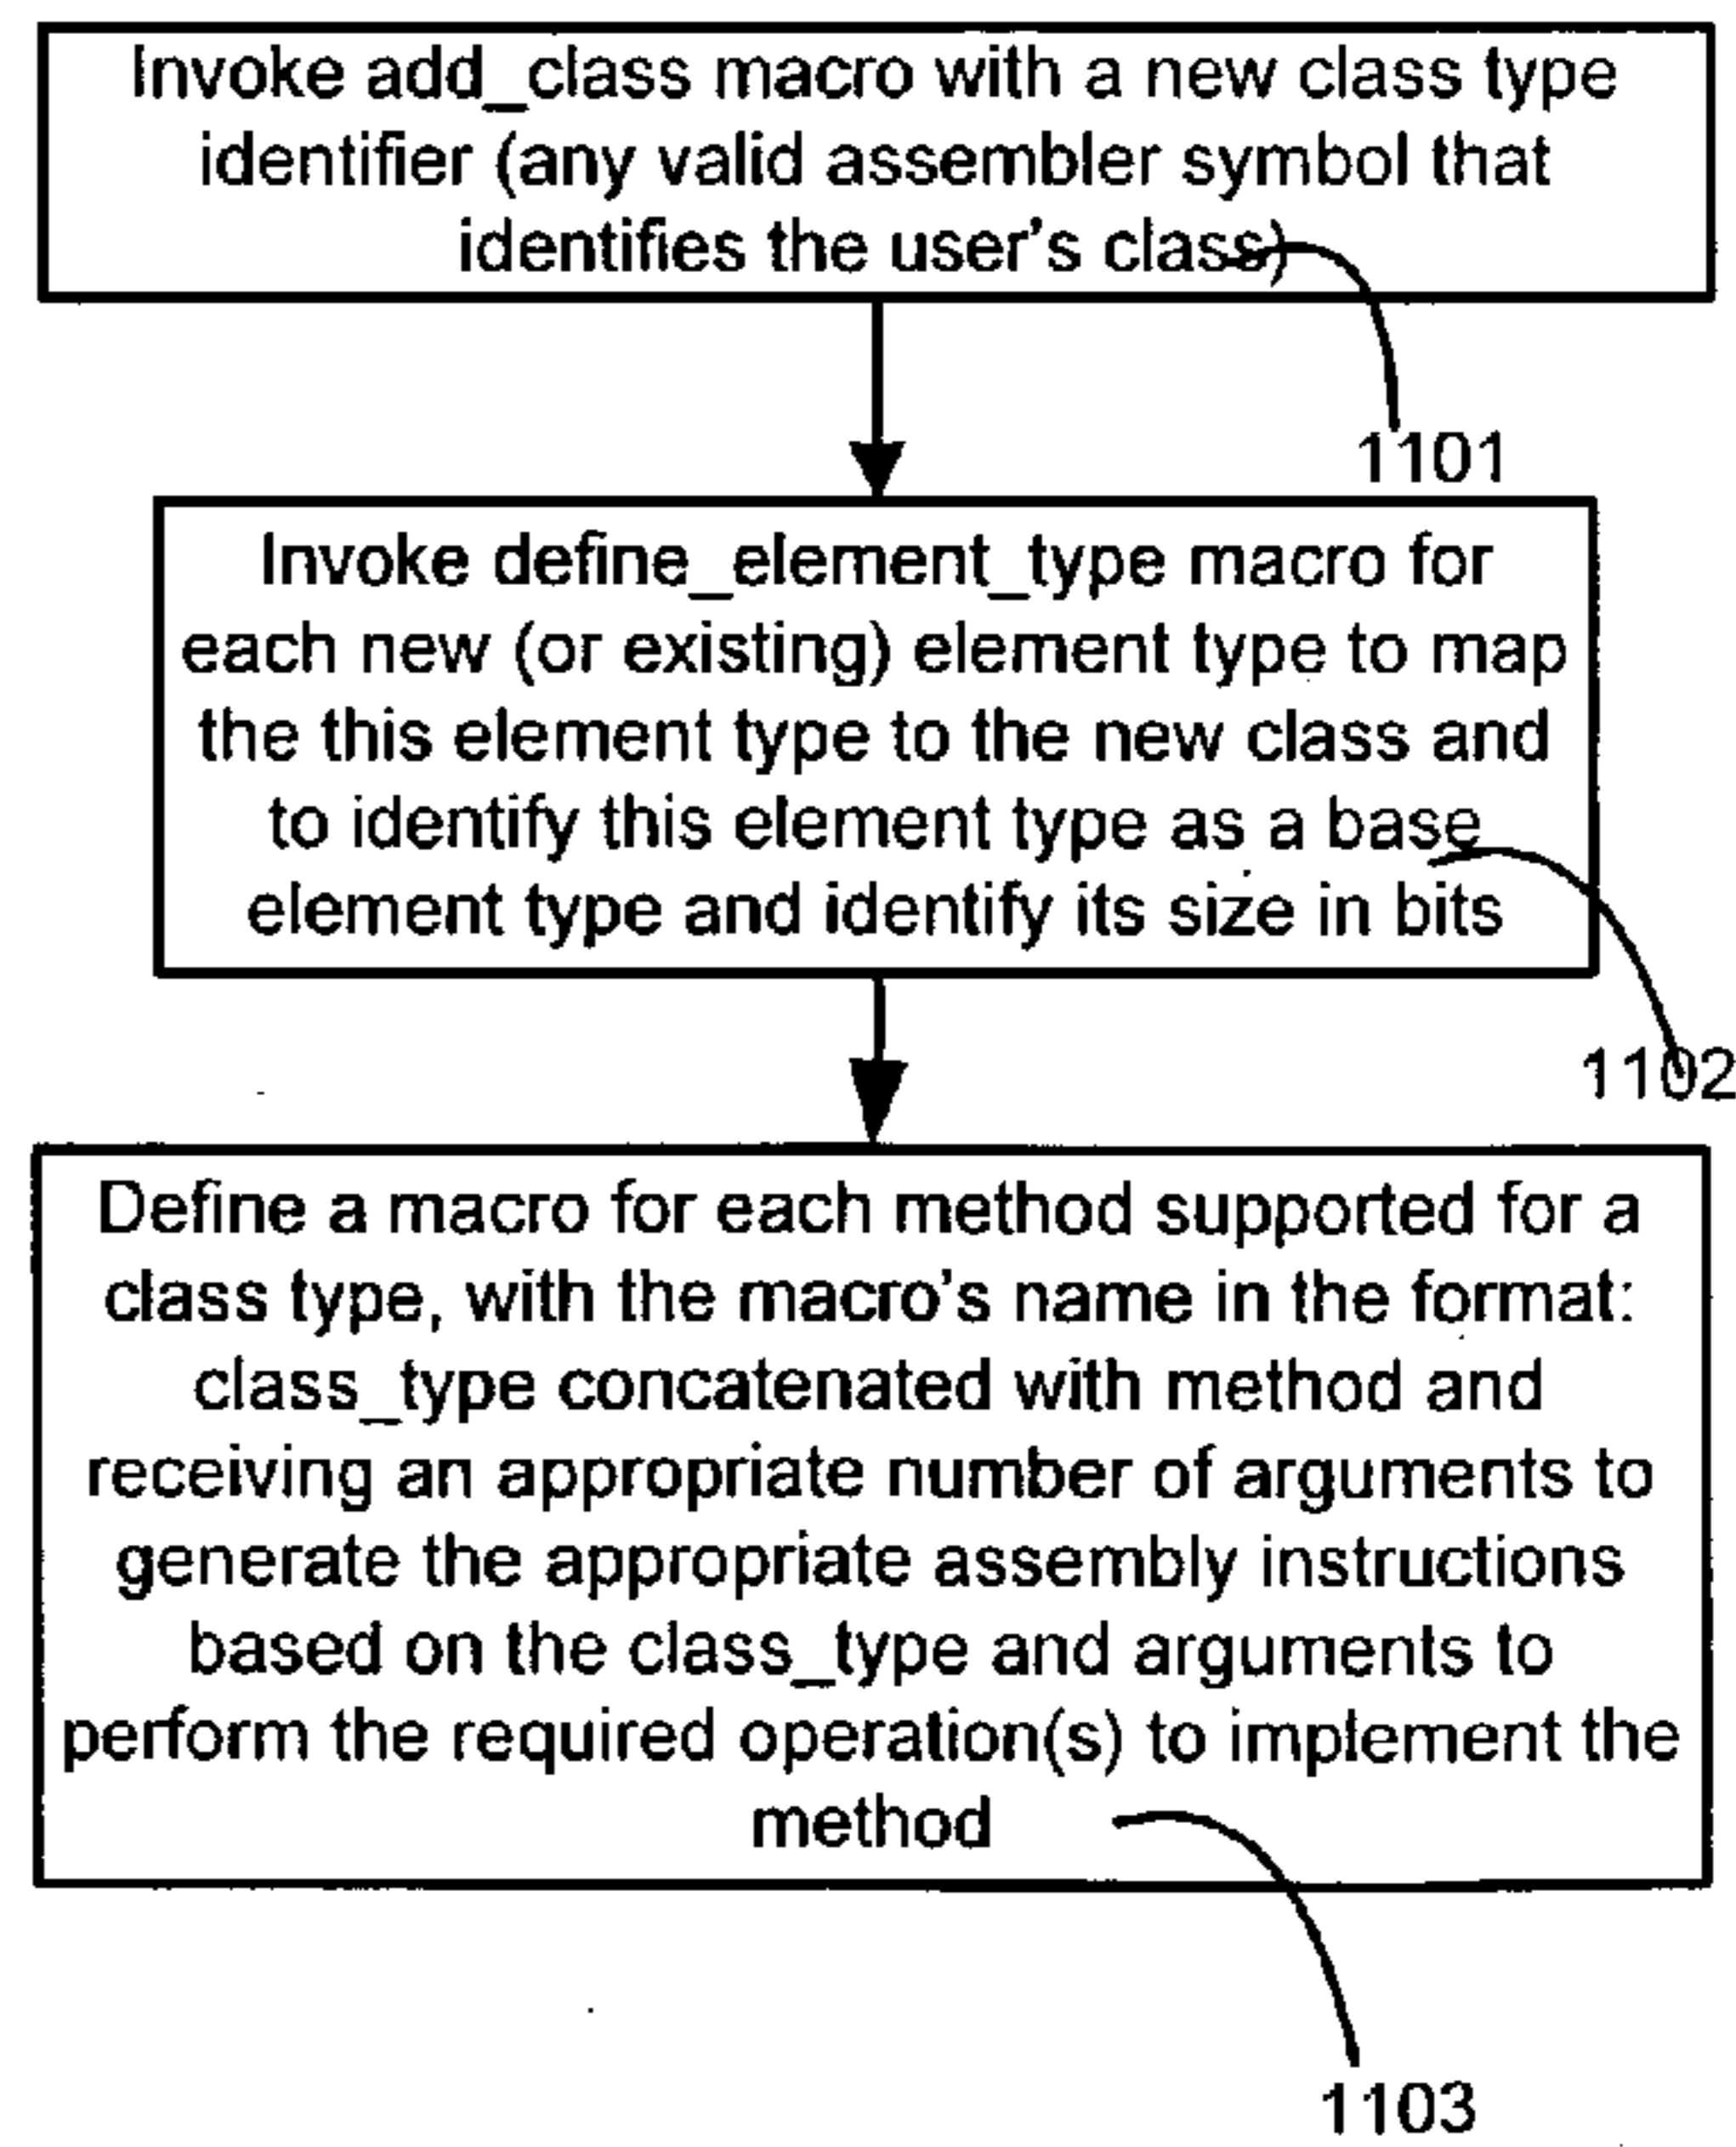 Invoke add_class macro with a new class type
identifier (any valid assembler symbol that
identifies the user's class)
1101
Invoke define_element_type macro for
each new (or existing) element type to map
the this element type to the new class and
to identify this element type as a base
element type and identify its size in bits
1102
Define a macro for each method supported for a
class type, with the macro's name in the format:
class_type concatenated with method and
receiving an appropriate number of arguments to
generate the appropriate assembly instructions
based on the class_type and arguments to
perform the required operation(s) to implement the
method
1103